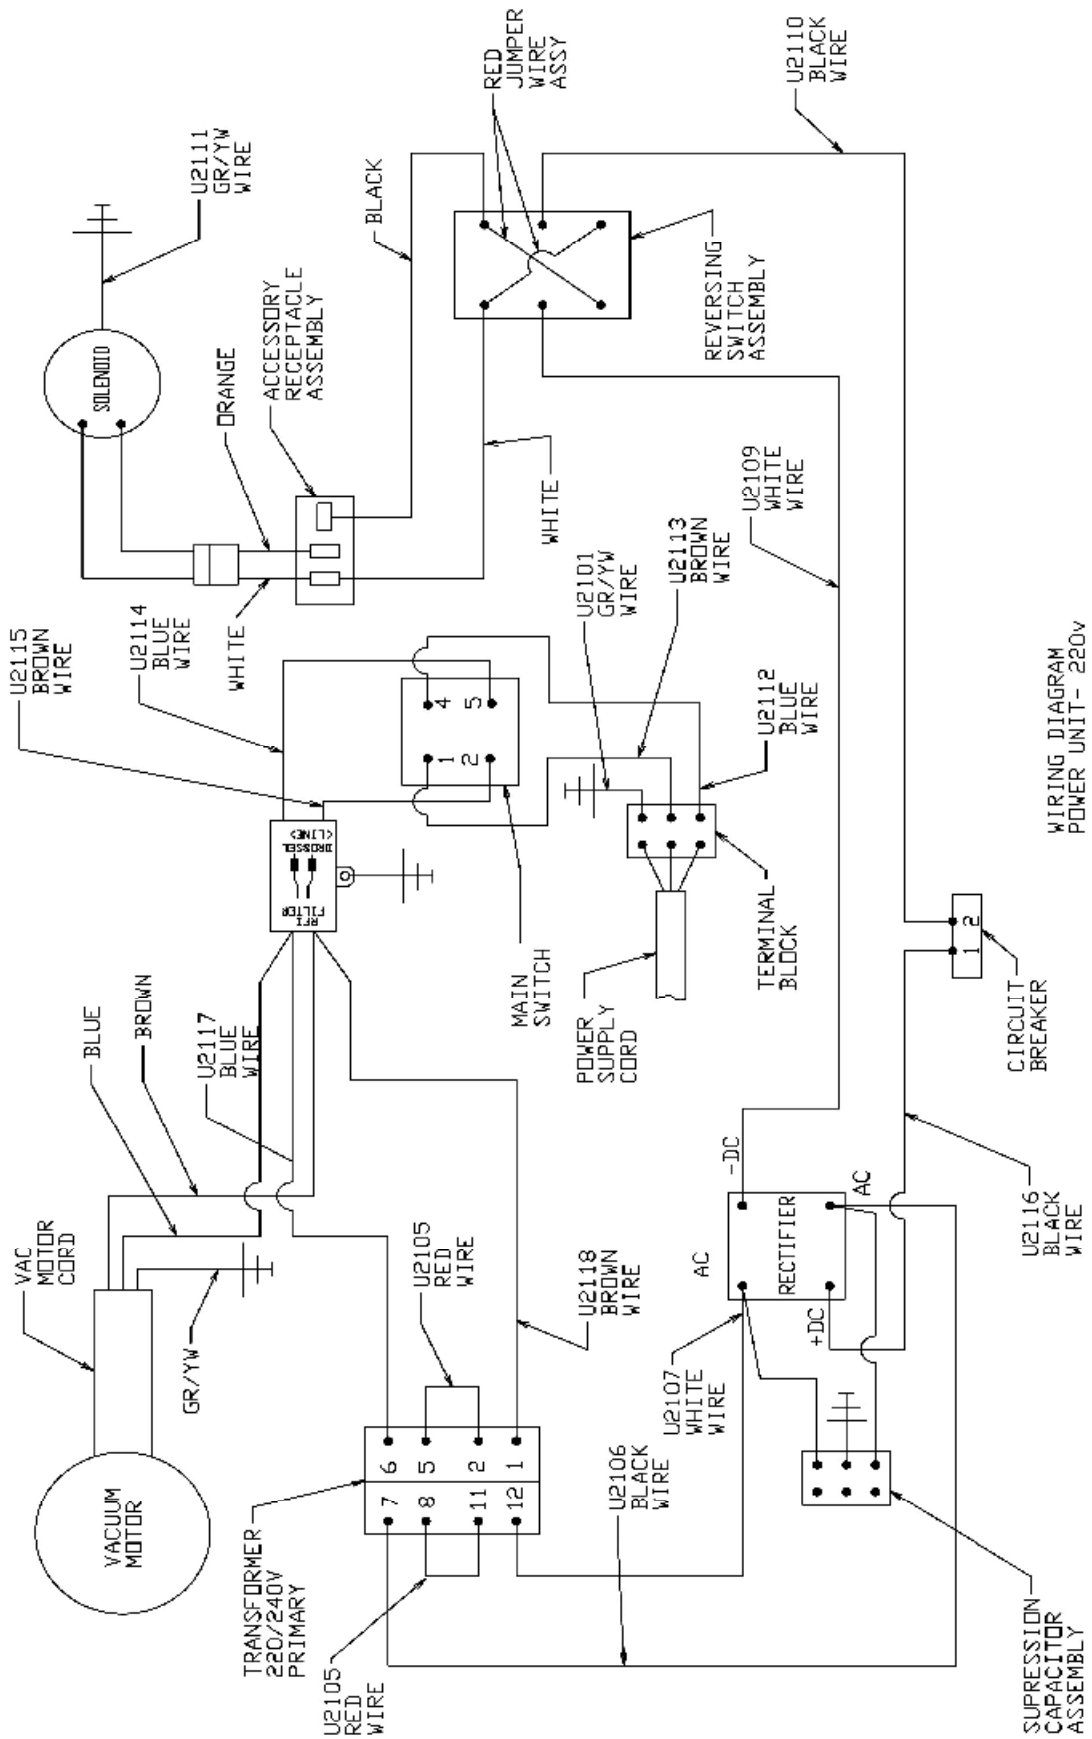 VACUUM
MOTOR
VAC
MOTOR
CORD
BLUE
BROWN
GR/YW
U2117
BLUE
WIRE
U2115
BROWN
WIRE
U2114
BLUE
WIRE
WHITE
ORANGE
SOLENOID
U2111
GR/YW
WIRE
ACCESSORY
RECEPTACLE
ASSEMBLY
BLACK
RED
JUMPER
WIRE
ASSY
U2110
BLACK
WIRE
TRANSFORMER
220/240V
PRIMARY
U2105
RED
WIRE
7
8
11
12
6
5
2
1
U2105
RED
WIRE
RFI
FILTER
DROSSEL
<LINE>
1
2
4
5
MAIN
SWITCH
WHITE
REVERSING
SWITCH
ASSEMBLY
U2118
BROWN
WIRE
POWER
SUPPLY
CORD
U2101
GR/YW
WIRE
U2113
BROWN
WIRE
U2112
BLUE
WIRE
TERMINAL
BLOCK
U2109
WHITE
WIRE
U2106
BLACK
WIRE
U2107
WHITE
WIRE
AC
-DC
RECTIFIER
+DC
AC
SUPRESSION
CAPACITOR
ASSEMBLY
U2116
BLACK
WIRE
1
2
CIRCUIT
BREAKER
WIRING DIAGRAM
POWER UNIT- 220v